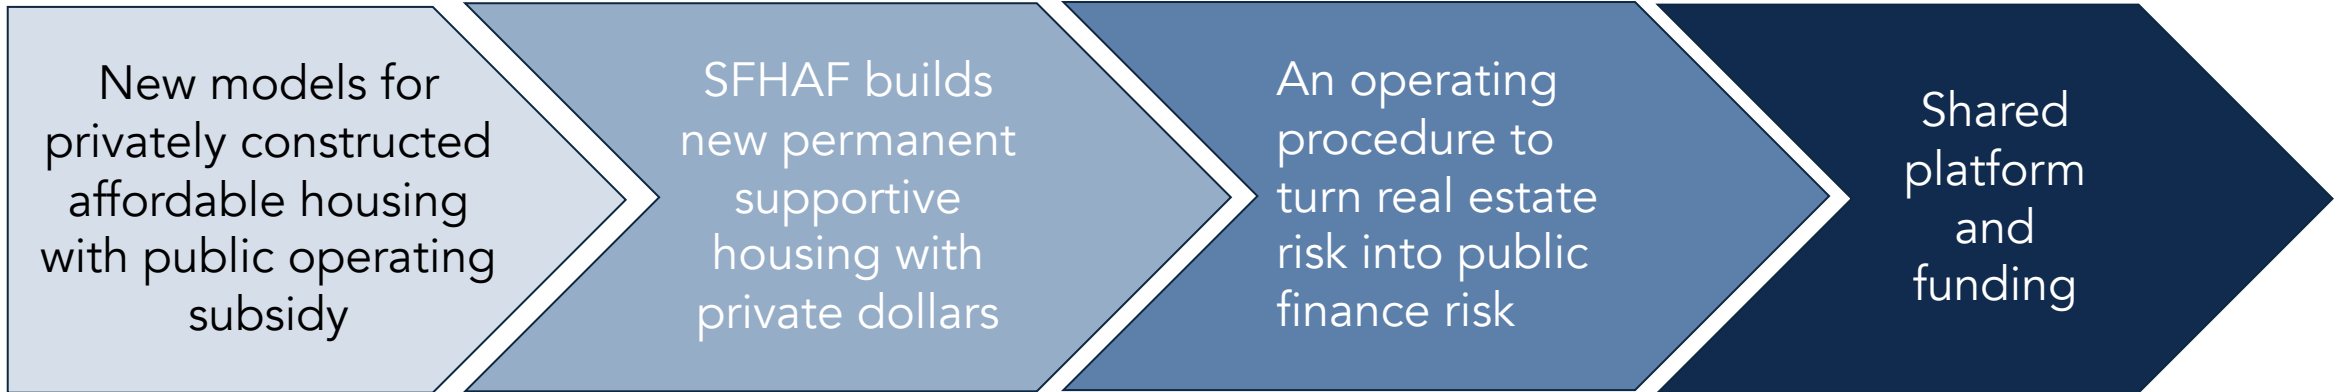 New models for
privately constructed
affordable housing
with public operating
subsidy
SFHAF builds
new permanent
supportive
housing with
private dollars
An operating
procedure to
turn real estate
risk into public
finance risk
Shared
platform
and
funding